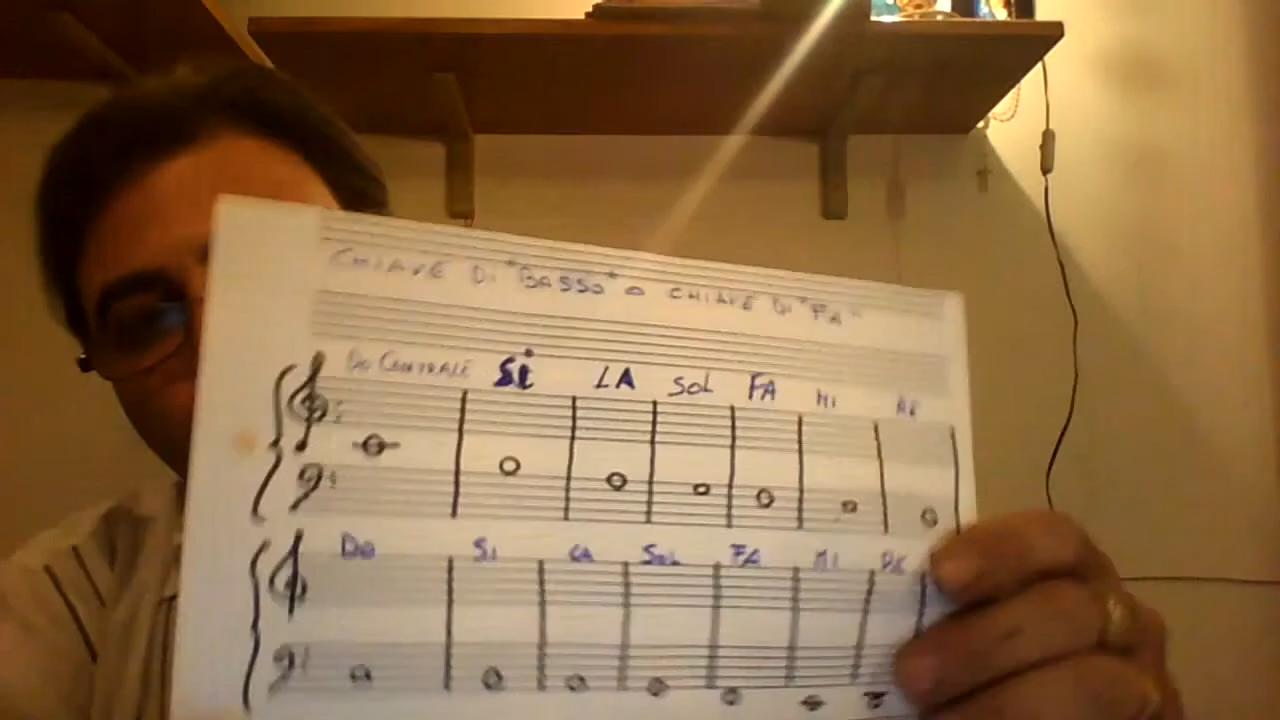 CHIAVE DI "BASSO" O CHIAVE DI "FA"
DO CENTRALE Si LA SOL FA MI RE
DO Si LA SOL FA MI RE